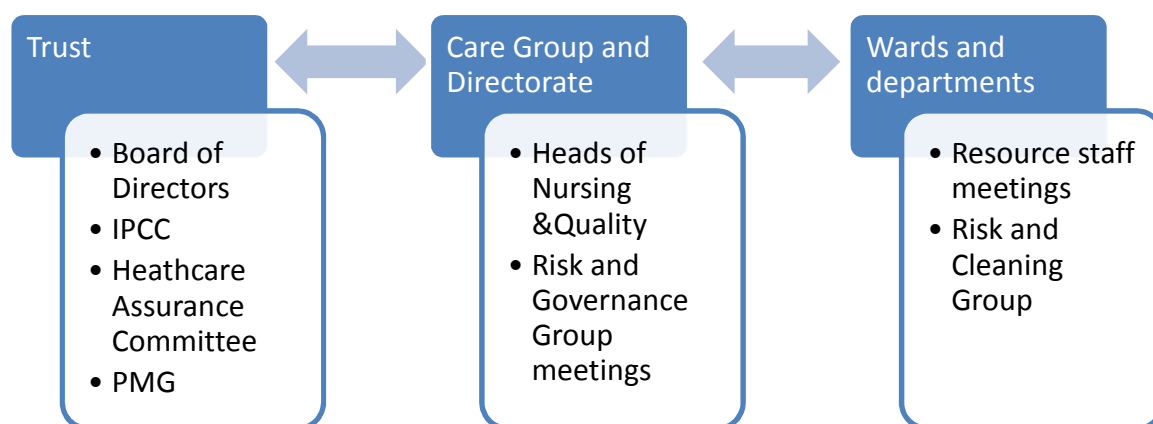 Trust
• Board of
Directors
• IPCC
• Heathcare
Assurance
Committee
• PMG
Care Group and
Directorate
• Heads of
Nursing
&Quality
• Risk and
Governance
Group
meetings
Wards and
departments
• Resource staff
meetings
• Risk and
Cleaning
Group